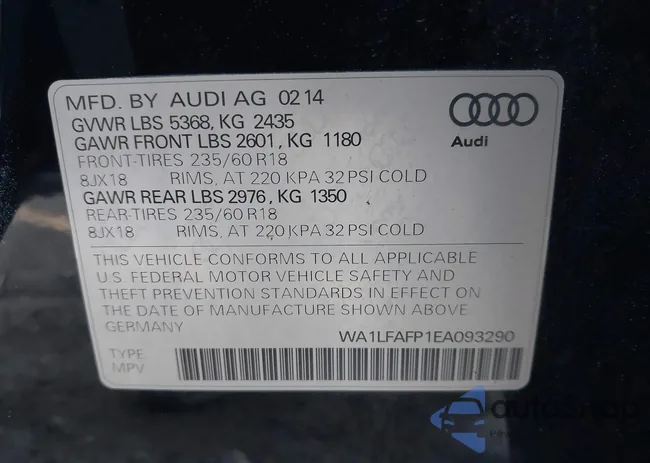 MFD. BY AUDI AG 02 14
GVWR LBS 5368, KG 2435
GAWR FRONT LBS 2601, KG 1180
FRONT-TIRES 235/60 R18
8JX18 RIMS, AT 220 KPA 32 PSI COLD
GAWR REAR LBS 2976, KG 1350
REAR-TIRES 235/60 R18
8JX18 RIMS, AT 220 KPA 32 PSI COLD
Audi
THIS VEHICLE CONFORMS TO ALL APPLICABLE
U.S. FEDERAL MOTOR VEHICLE SAFETY AND
THEFT PREVENTION STANDARDS IN EFFECT ON
THE DATE OF MANUFACTURE SHOWN ABOVE
GERMANY
WA1LFAFP1EA093290
TYPE
MPV